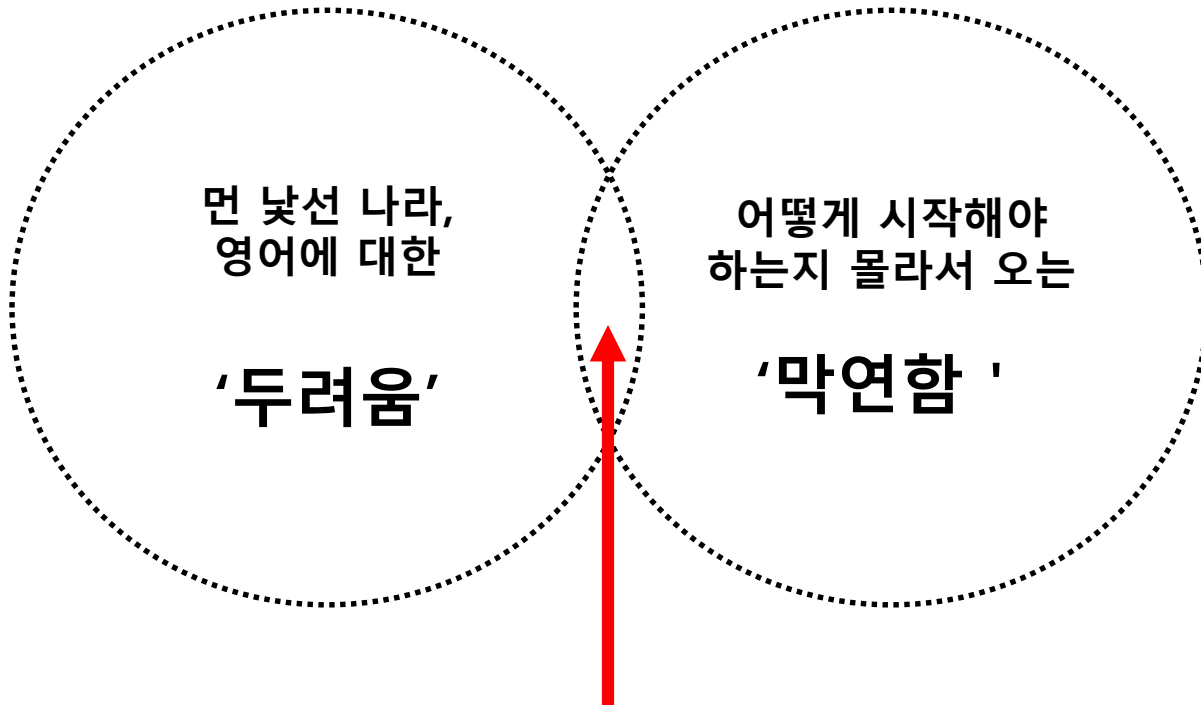 먼 낯선 나라,
영어에 대한
‘두려움’
어떻게 시작해야
하는지 몰라서 오는
‘막연함 '